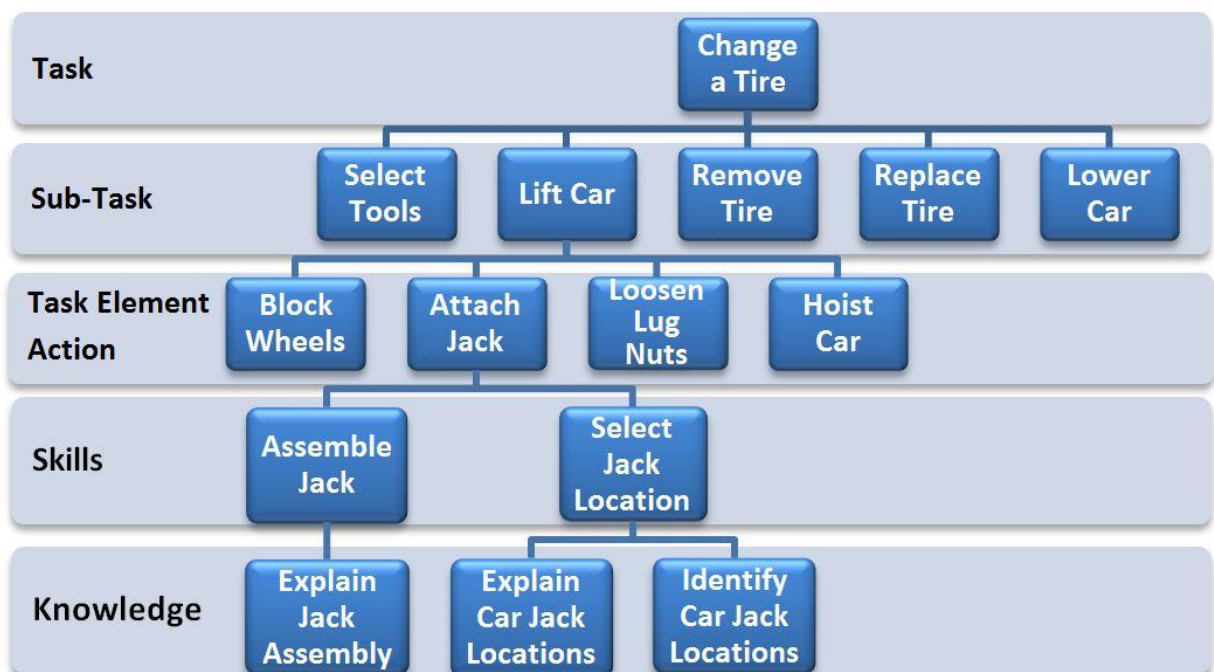 Task
Change
a Tire
Sub-Task
Select
Tools
Lift Car
Remove
Tire
Replace
Tire
Lower
Car
Task Element
Action
Block
Wheels
Attach
Jack
Loosen
Lug
Nuts
Hoist
Car
Skills
Assemble
Jack
Select
Jack
Location
Knowledge
Explain
Jack
Assembly
Explain
Car Jack
Locations
Identify
Car Jack
Locations